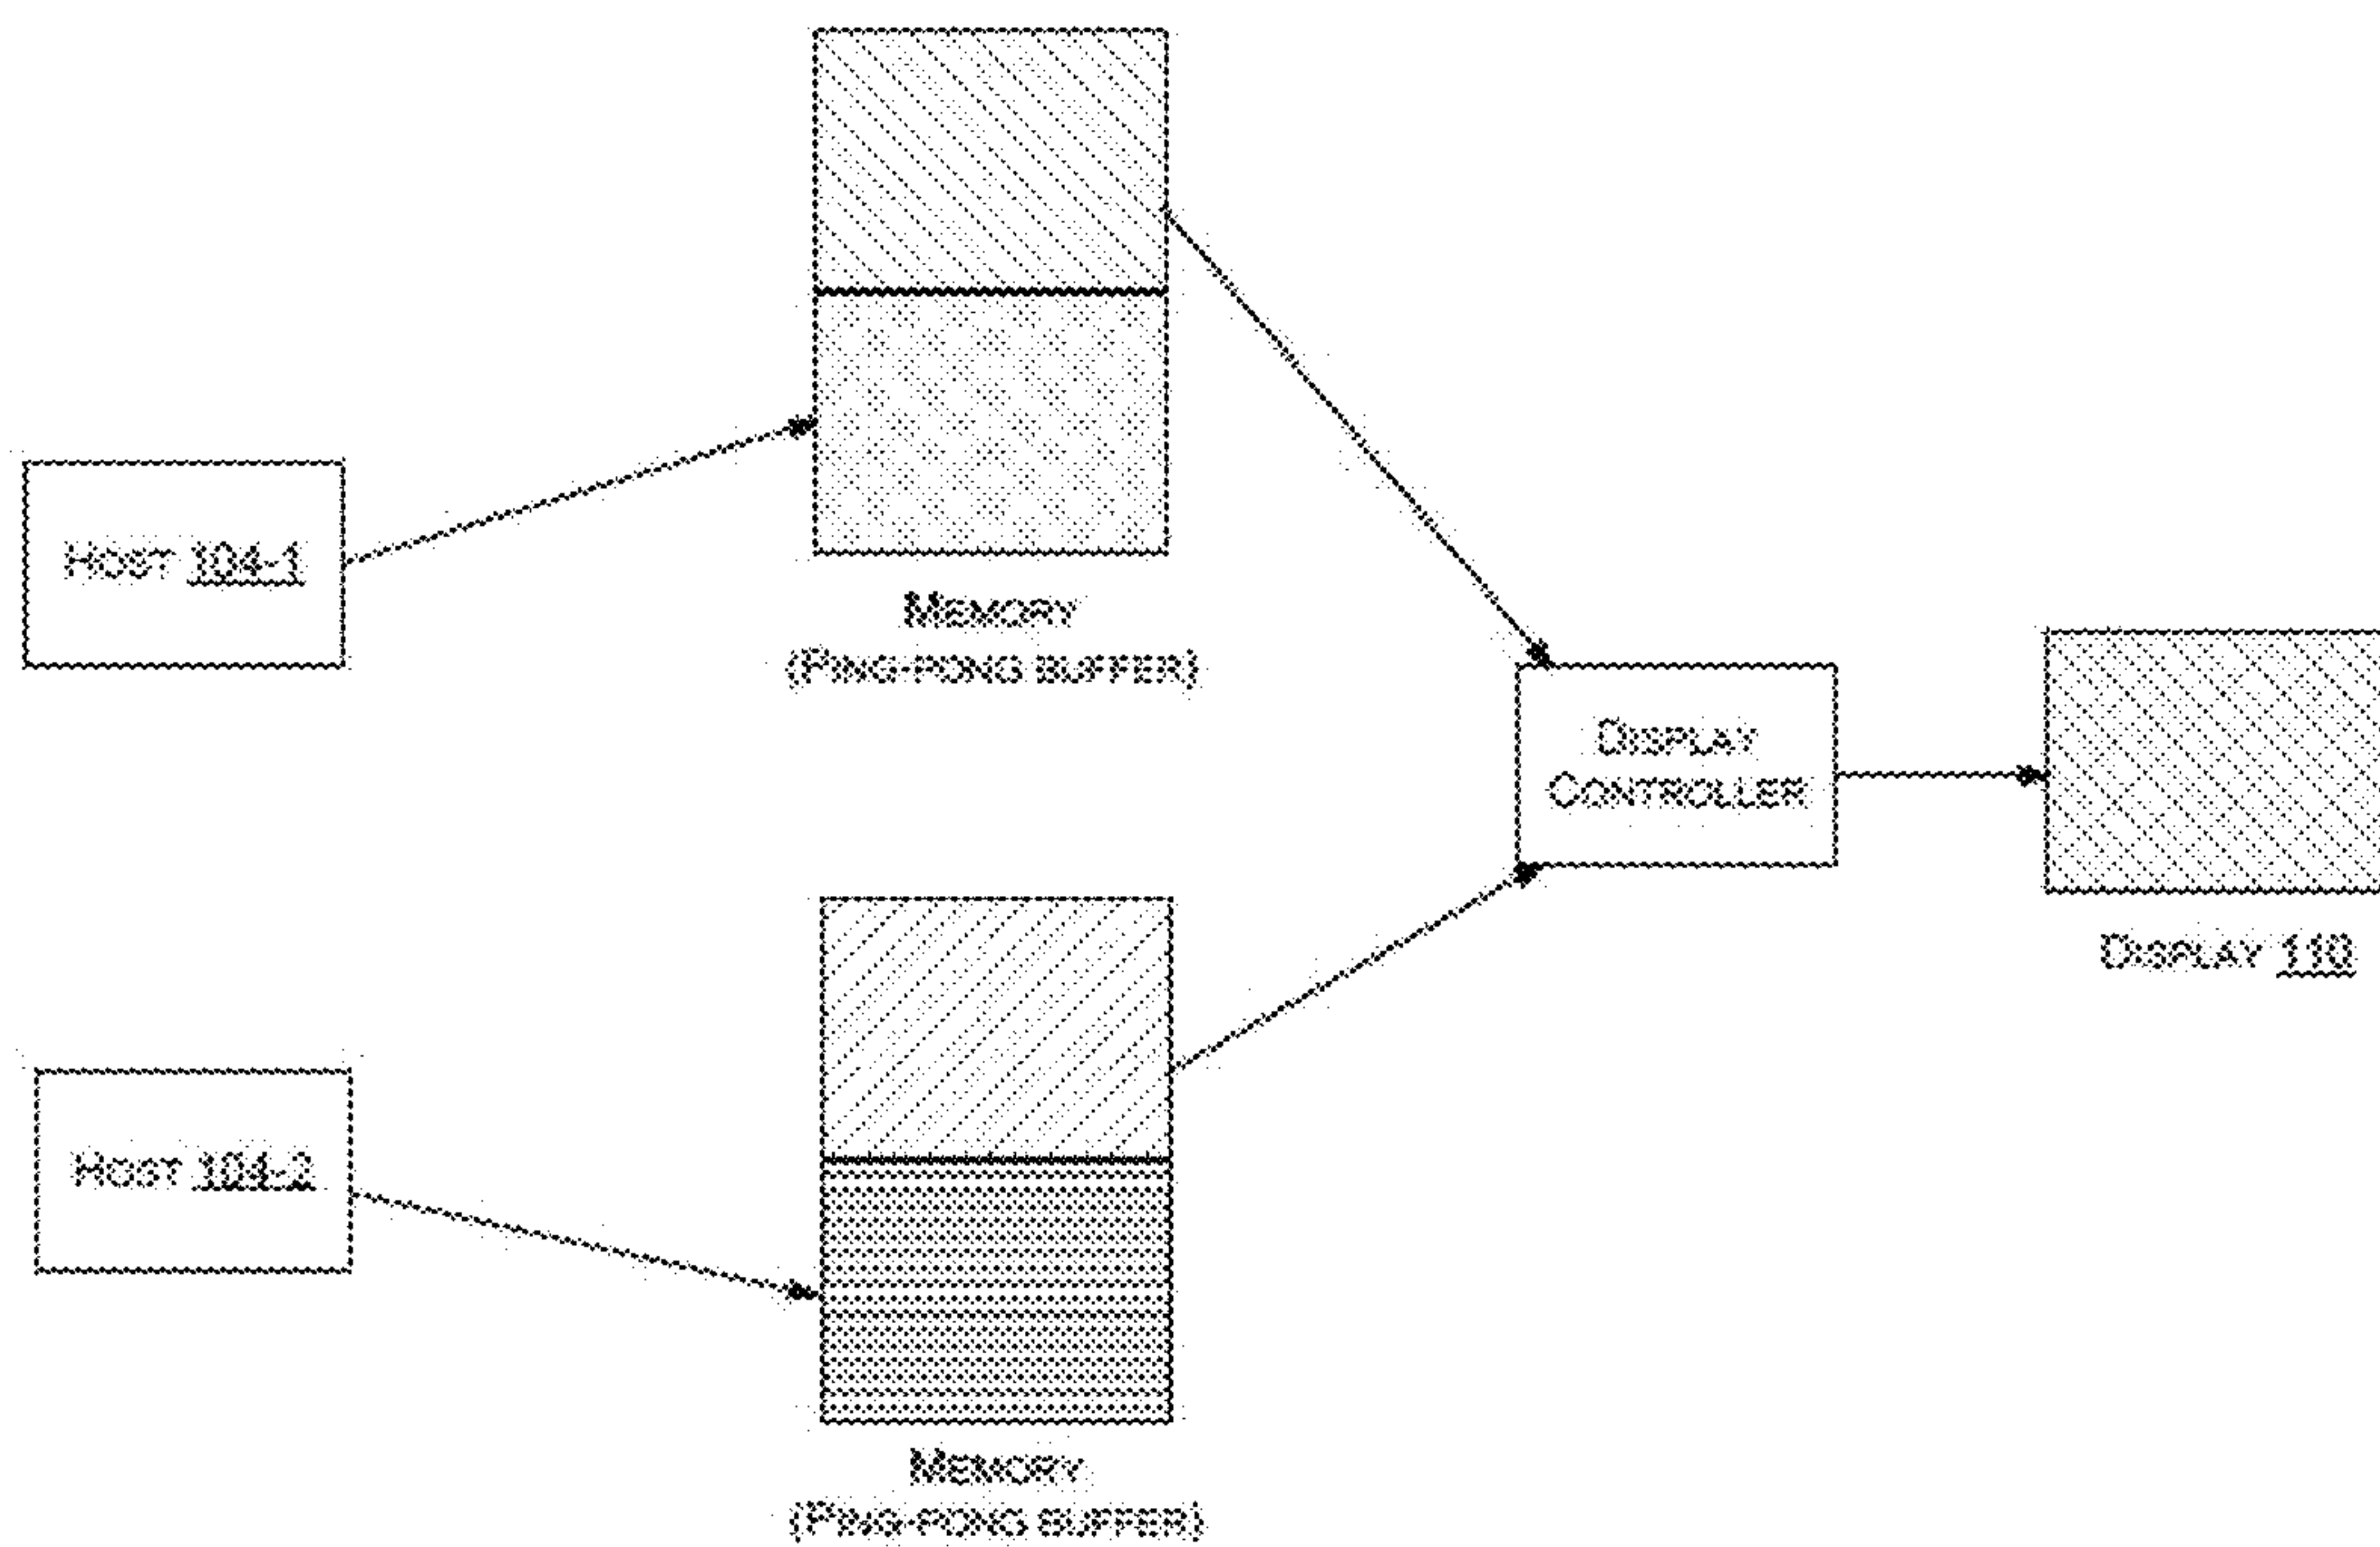 HOST 104-1
MEMORY
(PING-PONG BUFFER)
DISPLAY
CONTROLLER
DISPLAY 110
HOST 104-2
MEMORY
(PING-PONG BUFFER)